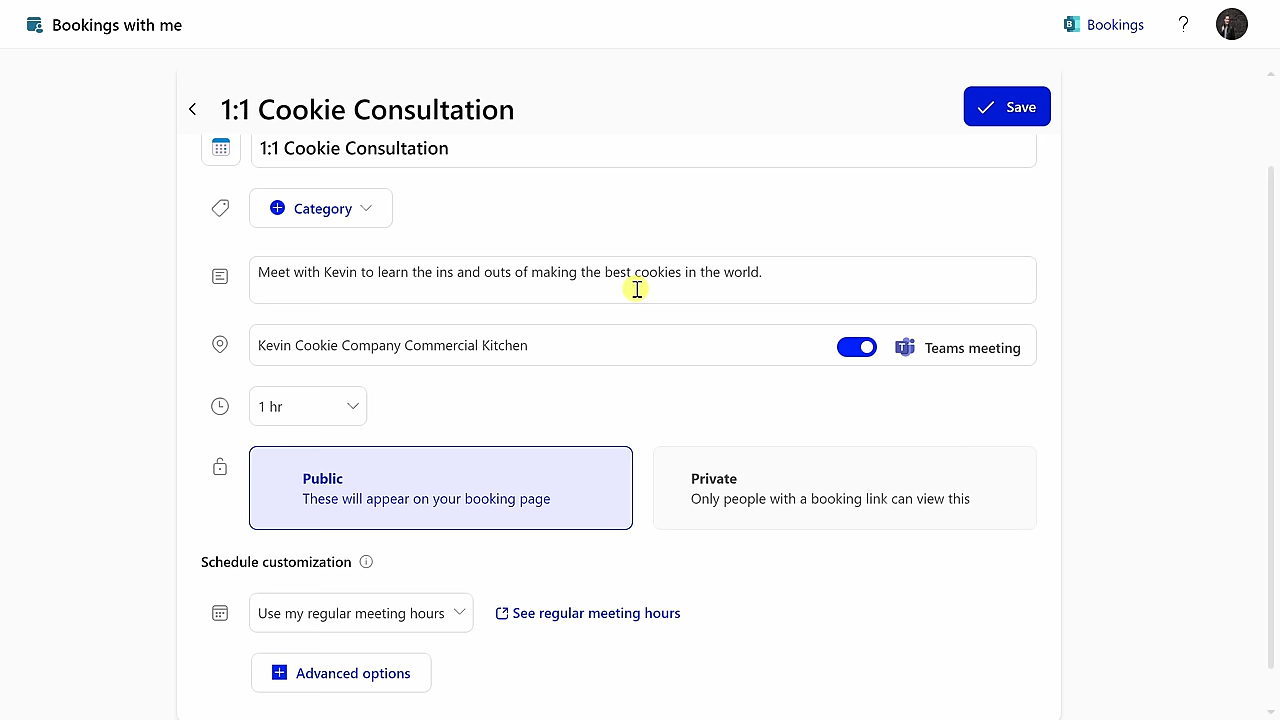 Bookings with me
Bookings
?
1:1 Cookie Consultation
Save
1:1 Cookie Consultation
Category
Meet with Kevin to learn the ins and outs of making the best cookies in the world.
Kevin Cookie Company Commercial Kitchen
Teams meeting
1 hr
Public
These will appear on your booking page
Private
Only people with a booking link can view this
Schedule customization
Use my regular meeting hours
See regular meeting hours
Advanced options